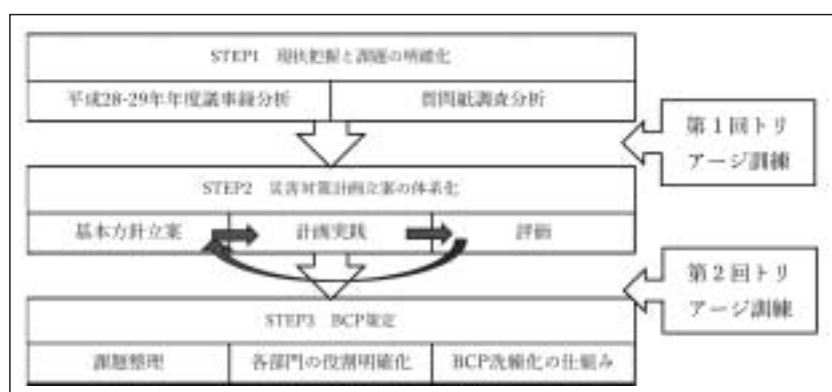 STEP1 現状把握と課題の明確化
平成28-29年年度議事録分析
質問紙調査分析
第1回トリ
アージ訓練
STEP2 災害対策計画立案の体系化
基本方針立案
計画実践
評価
第2回トリ
アージ訓練
STEP3 BCP策定
課題整理
各部門の役割明確化
BCP洗練化の仕組み